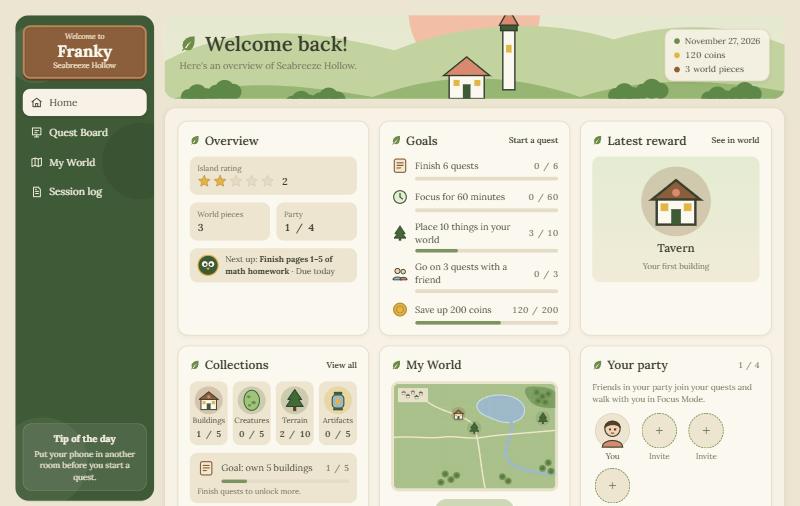 Welcome to
Franky
Seabreeze Hollow
Home
Quest Board
My World
Session log
Tip of the day
Put your phone in another
room before you start a
quest.
Welcome back!
Here's an overview of Seabreeze Hollow.
November 27, 2026
120 coins
3 world pieces
Overview
Island rating
2
World pieces
3
Party
1 / 4
Next up: Finish pages 1–5 of
math homework · Due today
Goals
Start a quest
Finish 6 quests
0 / 6
Focus for 60 minutes
0 / 60
Place 10 things in your
world
3 / 10
Go on 3 quests with a
friend
0 / 3
Save up 200 coins
120 / 200
Latest reward
See in world
Tavern
Your first building
Collections
View all
Buildings
1 / 5
Creatures
0 / 5
Terrain
2 / 10
Artifacts
0 / 5
Goal: own 5 buildings
1 / 5
Finish quests to unlock more.
My World
Your party
1 / 4
Friends in your party join your quests and
walk with you in Focus Mode.
You
Invite
Invite